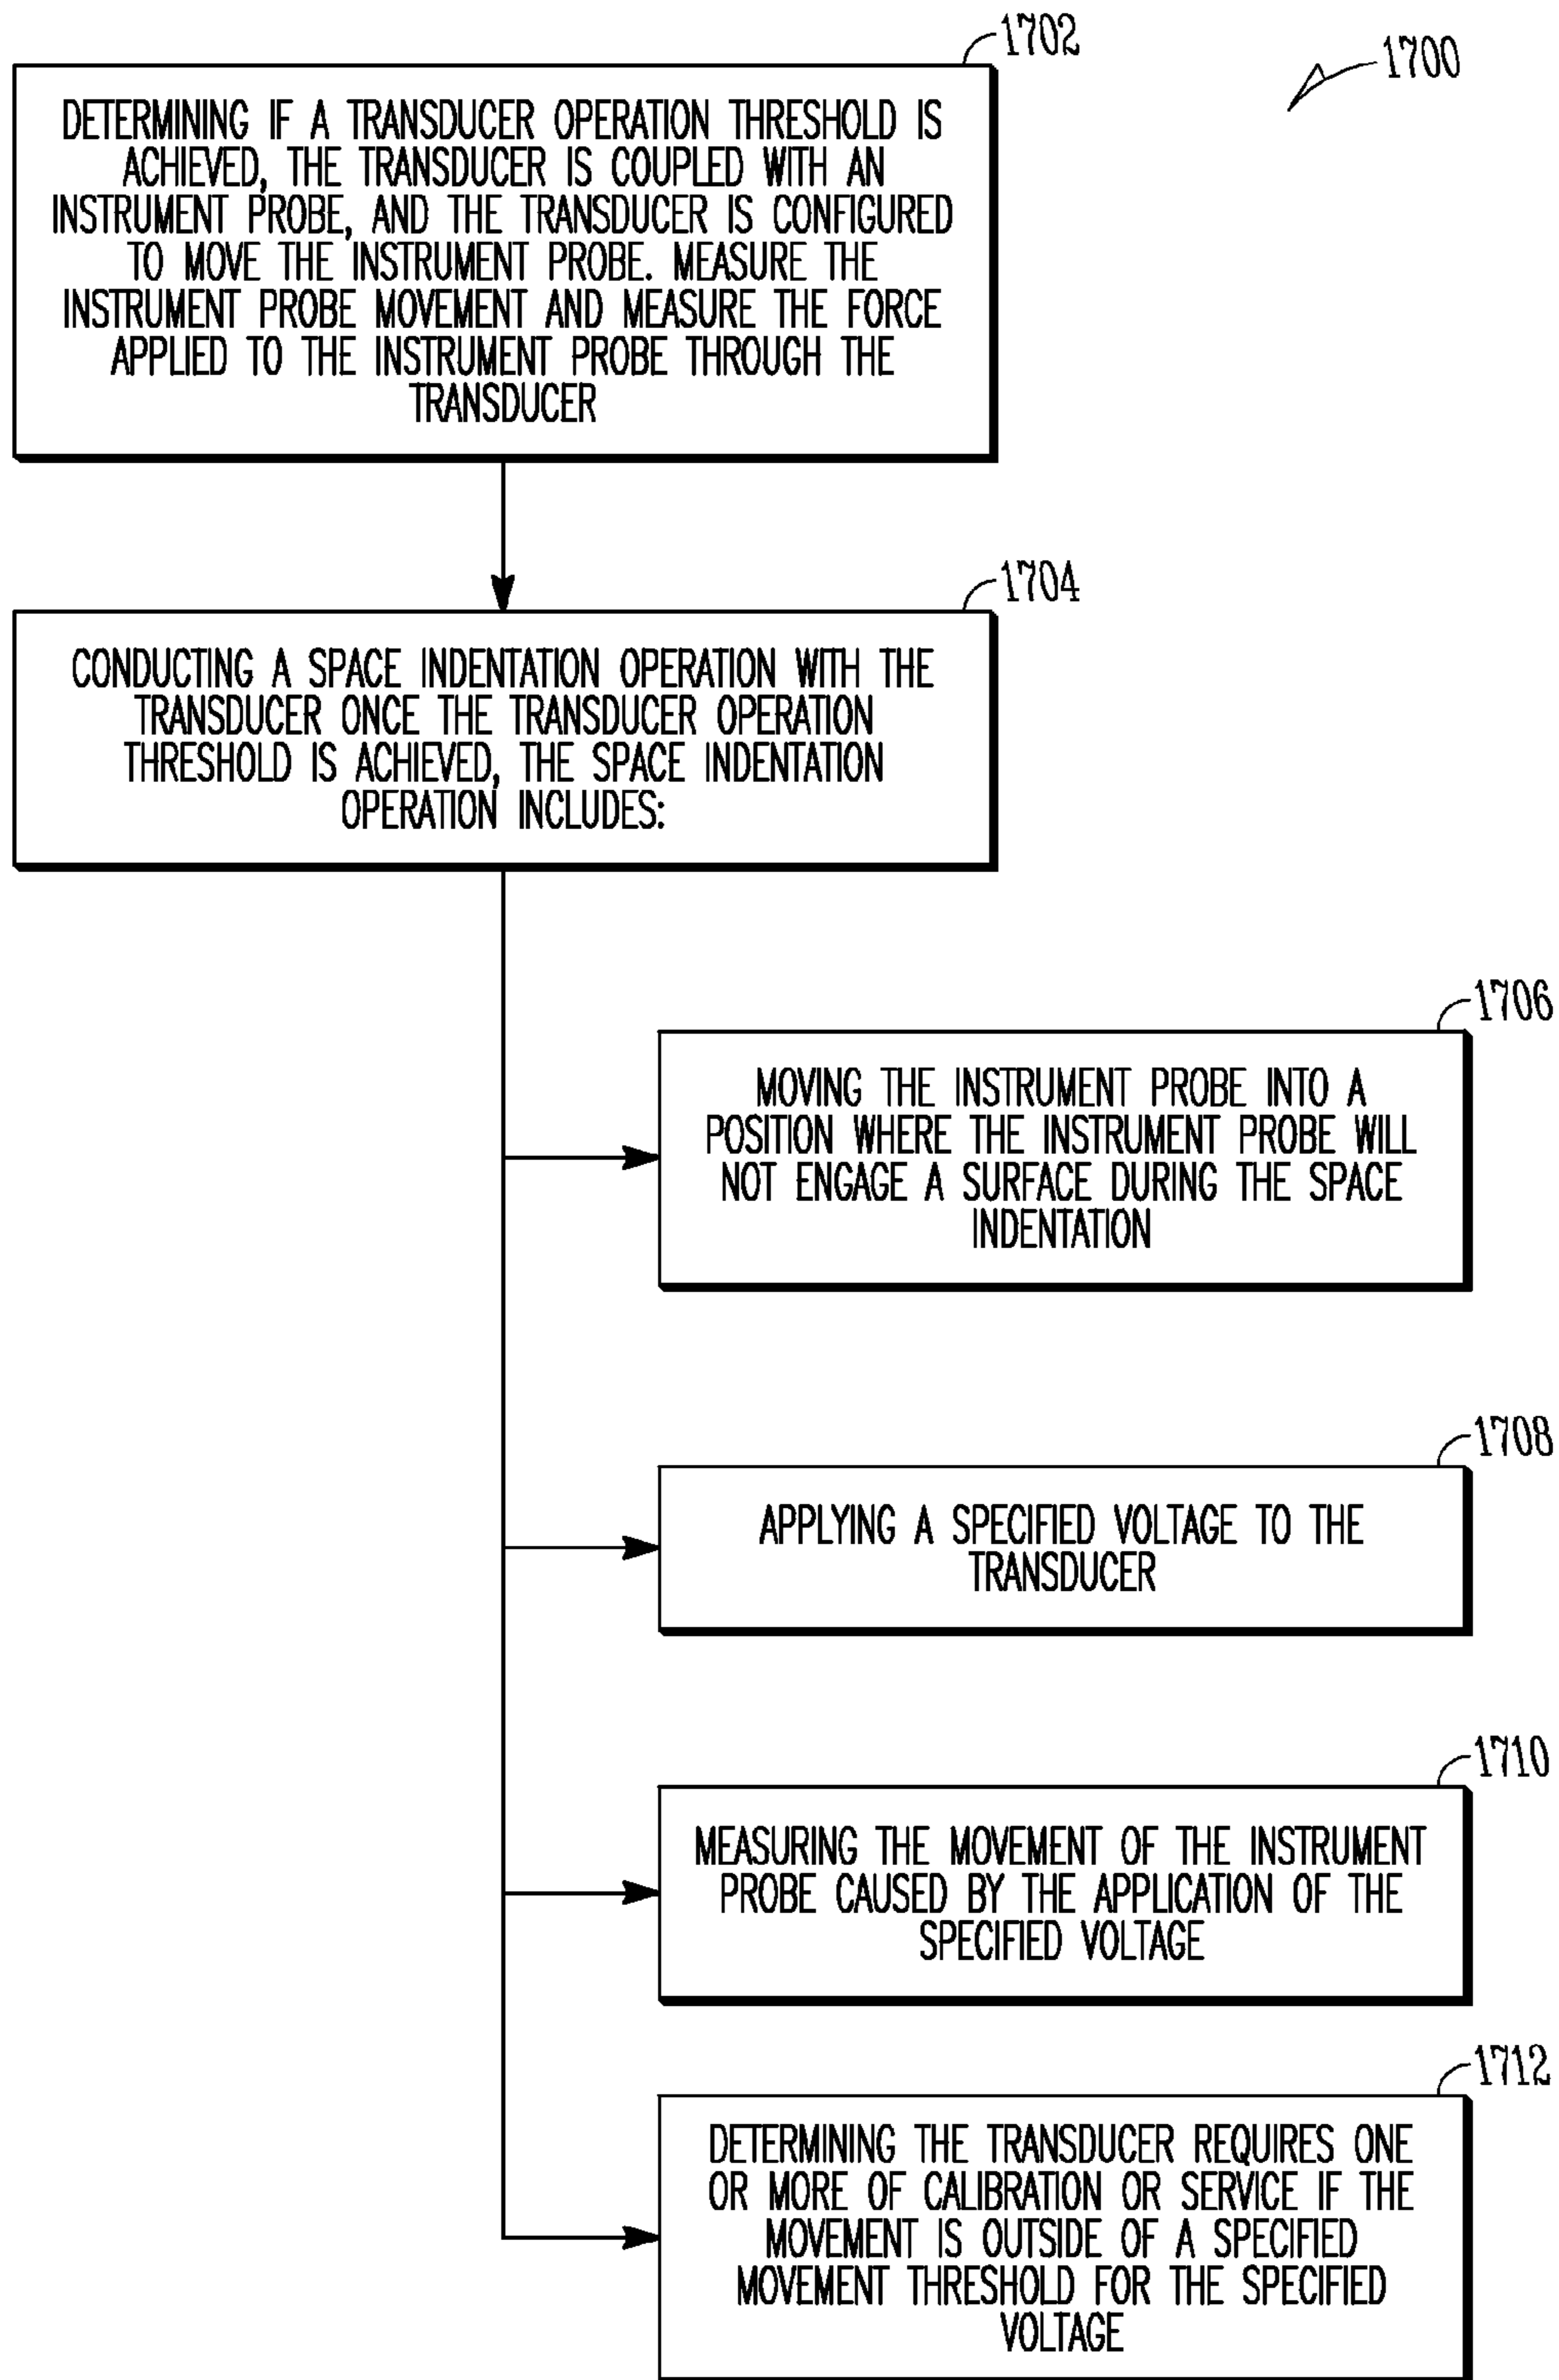 1702
1700
DETERMINING IF A TRANSDUCER OPERATION THRESHOLD IS
ACHIEVED, THE TRANSDUCER IS COUPLED WITH AN
INSTRUMENT PROBE, AND THE TRANSDUCER IS CONFIGURED
TO MOVE THE INSTRUMENT PROBE. MEASURE THE
INSTRUMENT PROBE MOVEMENT AND MEASURE THE FORCE
APPLIED TO THE INSTRUMENT PROBE THROUGH THE
TRANSDUCER
1704
CONDUCTING A SPACE INDENTATION OPERATION WITH THE
TRANSDUCER ONCE THE TRANSDUCER OPERATION
THRESHOLD IS ACHIEVED, THE SPACE INDENTATION
OPERATION INCLUDES:
1706
MOVING THE INSTRUMENT PROBE INTO A
POSITION WHERE THE INSTRUMENT PROBE WILL
NOT ENGAGE A SURFACE DURING THE SPACE
INDENTATION
1708
APPLYING A SPECIFIED VOLTAGE TO THE
TRANSDUCER
1710
MEASURING THE MOVEMENT OF THE INSTRUMENT
PROBE CAUSED BY THE APPLICATION OF THE
SPECIFIED VOLTAGE
1712
DETERMINING THE TRANSDUCER REQUIRES ONE
OR MORE OF CALIBRATION OR SERVICE IF THE
MOVEMENT IS OUTSIDE OF A SPECIFIED
MOVEMENT THRESHOLD FOR THE SPECIFIED
VOLTAGE